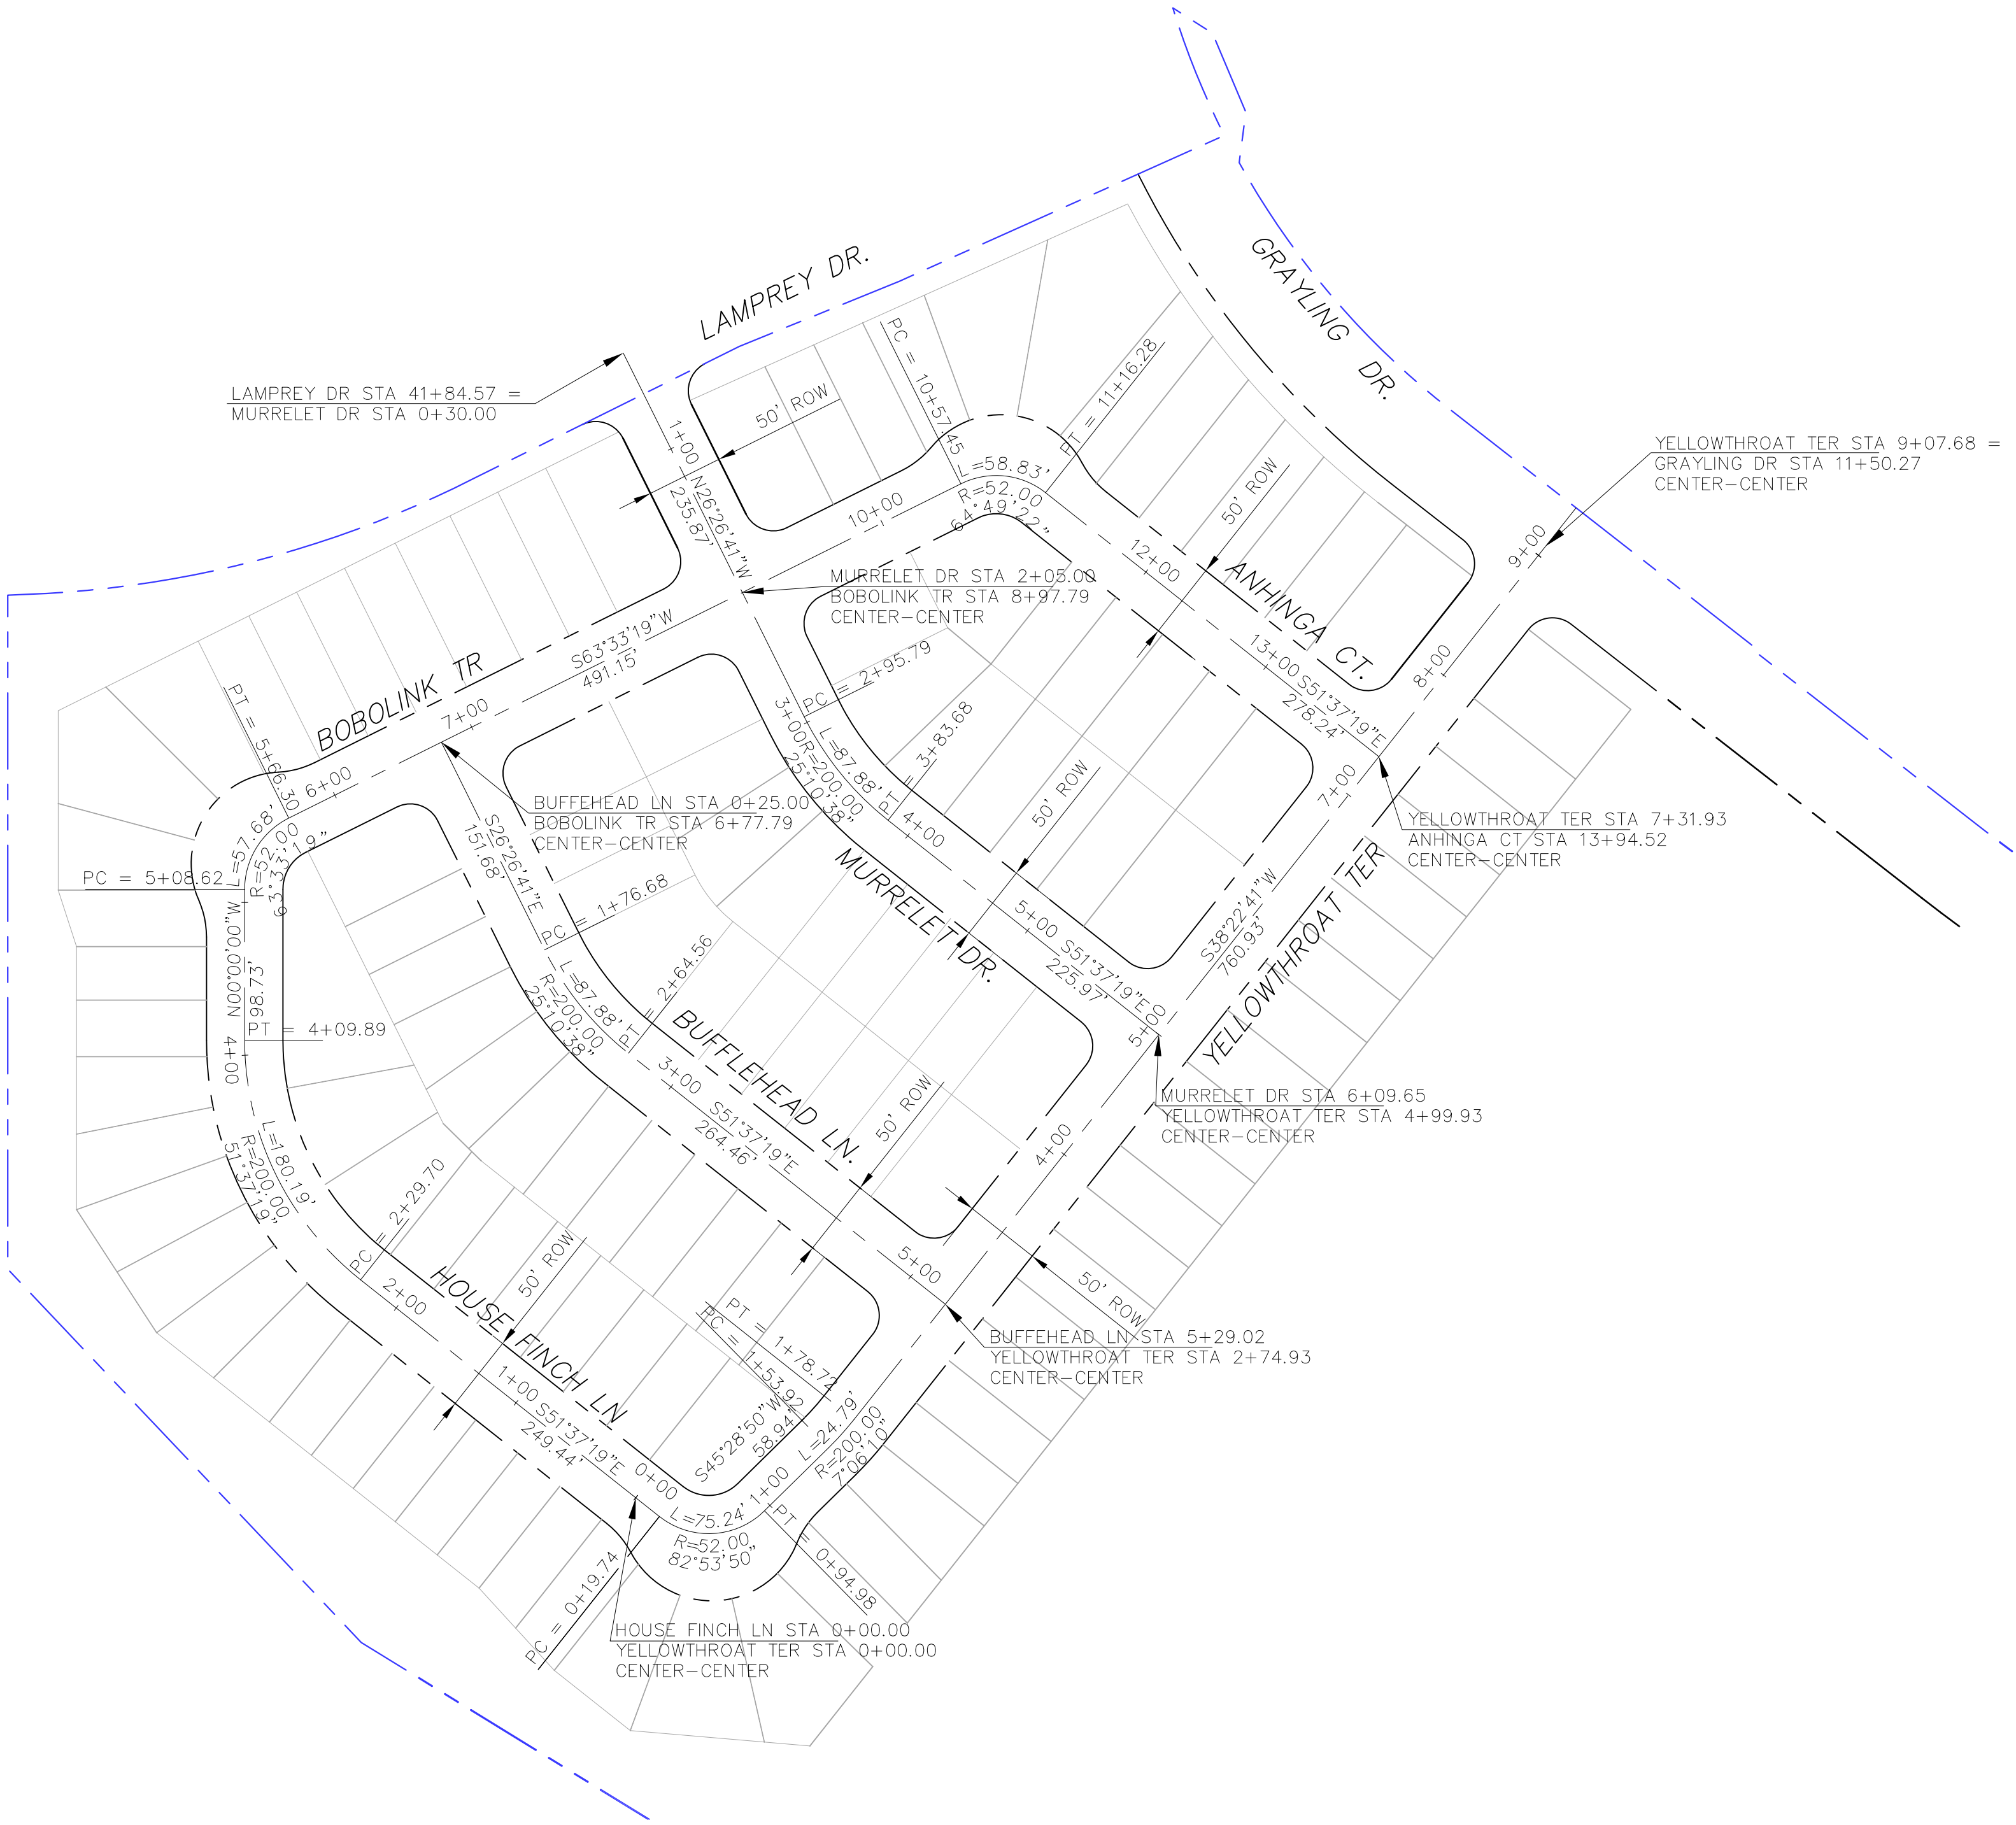 GRAYLING DR.
LAMPREY DR.
LAMPREY DR STA 41+84.57 =
MURRELET DR STA 0+30.00
1+00
50' ROW
N26°26'41"W
235.87'
PC = 10+57.45
PT = 11+16.28
L=58.83'
R=52.00
64°49'22"
10+00
50' ROW
YELLOWTHROAT TER STA 9+07.68 =
GRAYLING DR STA 11+50.27
CENTER-CENTER
9+00
12+00
ANHINGA CT.
MURRELET DR STA 2+05.00
BOBOLINK TR STA 8+97.79
CENTER-CENTER
13+00
S51°37'19"E
278.24'
8+00
S63°33'19"W
491.15'
BOBOLINK TR
7+00
PC = 2+95.79
3+00
L=87.88'
R=200.00
25°10'38"
PT = 3+83.68
4+00
50' ROW
7+00
PT = 5+66.30
6+00
BUFFEHEAD LN STA 0+25.00
BOBOLINK TR STA 6+77.79
CENTER-CENTER
YELLOWTHROAT TER STA 7+31.93
ANHINGA CT STA 13+94.52
CENTER-CENTER
L=57.68'
R=52.00
63°33'19"
PC = 5+08.62
S26°26'41"E
151.68'
PC = 1+76.68
MURRELET DR.
5+00
S51°37'19"E
225.97'
S38°22'41"W
760.93'
YELLOWTHROAT TER
N00°00'00"W
98.73'
PT = 4+09.89
4+00
L=87.88'
R=200.00
25°10'38"
PT = 2+64.56
BUFFLEHEAD LN.
3+00
S51°37'19"E
264.46'
50' ROW
5+00
MURRELET DR STA 6+09.65
YELLOWTHROAT TER STA 4+99.93
CENTER-CENTER
4+00
L=180.19'
R=200.00
51°37'19"
PC = 2+29.70
2+00
HOUSE FINCH LN
50' ROW
5+00
50' ROW
BUFFEHEAD LN STA 5+29.02
YELLOWTHROAT TER STA 2+74.93
CENTER-CENTER
PT = 1+78.72
PC = 1+53.92
1+00
S51°37'19"E
249.44'
0+00
S45°28'50"W
58.94'
L=24.79'
R=200.00
7°06'10"
1+00
L=75.24'
R=52.00
82°53'50"
PT = 0+94.98
PC = 0+19.74
HOUSE FINCH LN STA 0+00.00
YELLOWTHROAT TER STA 0+00.00
CENTER-CENTER